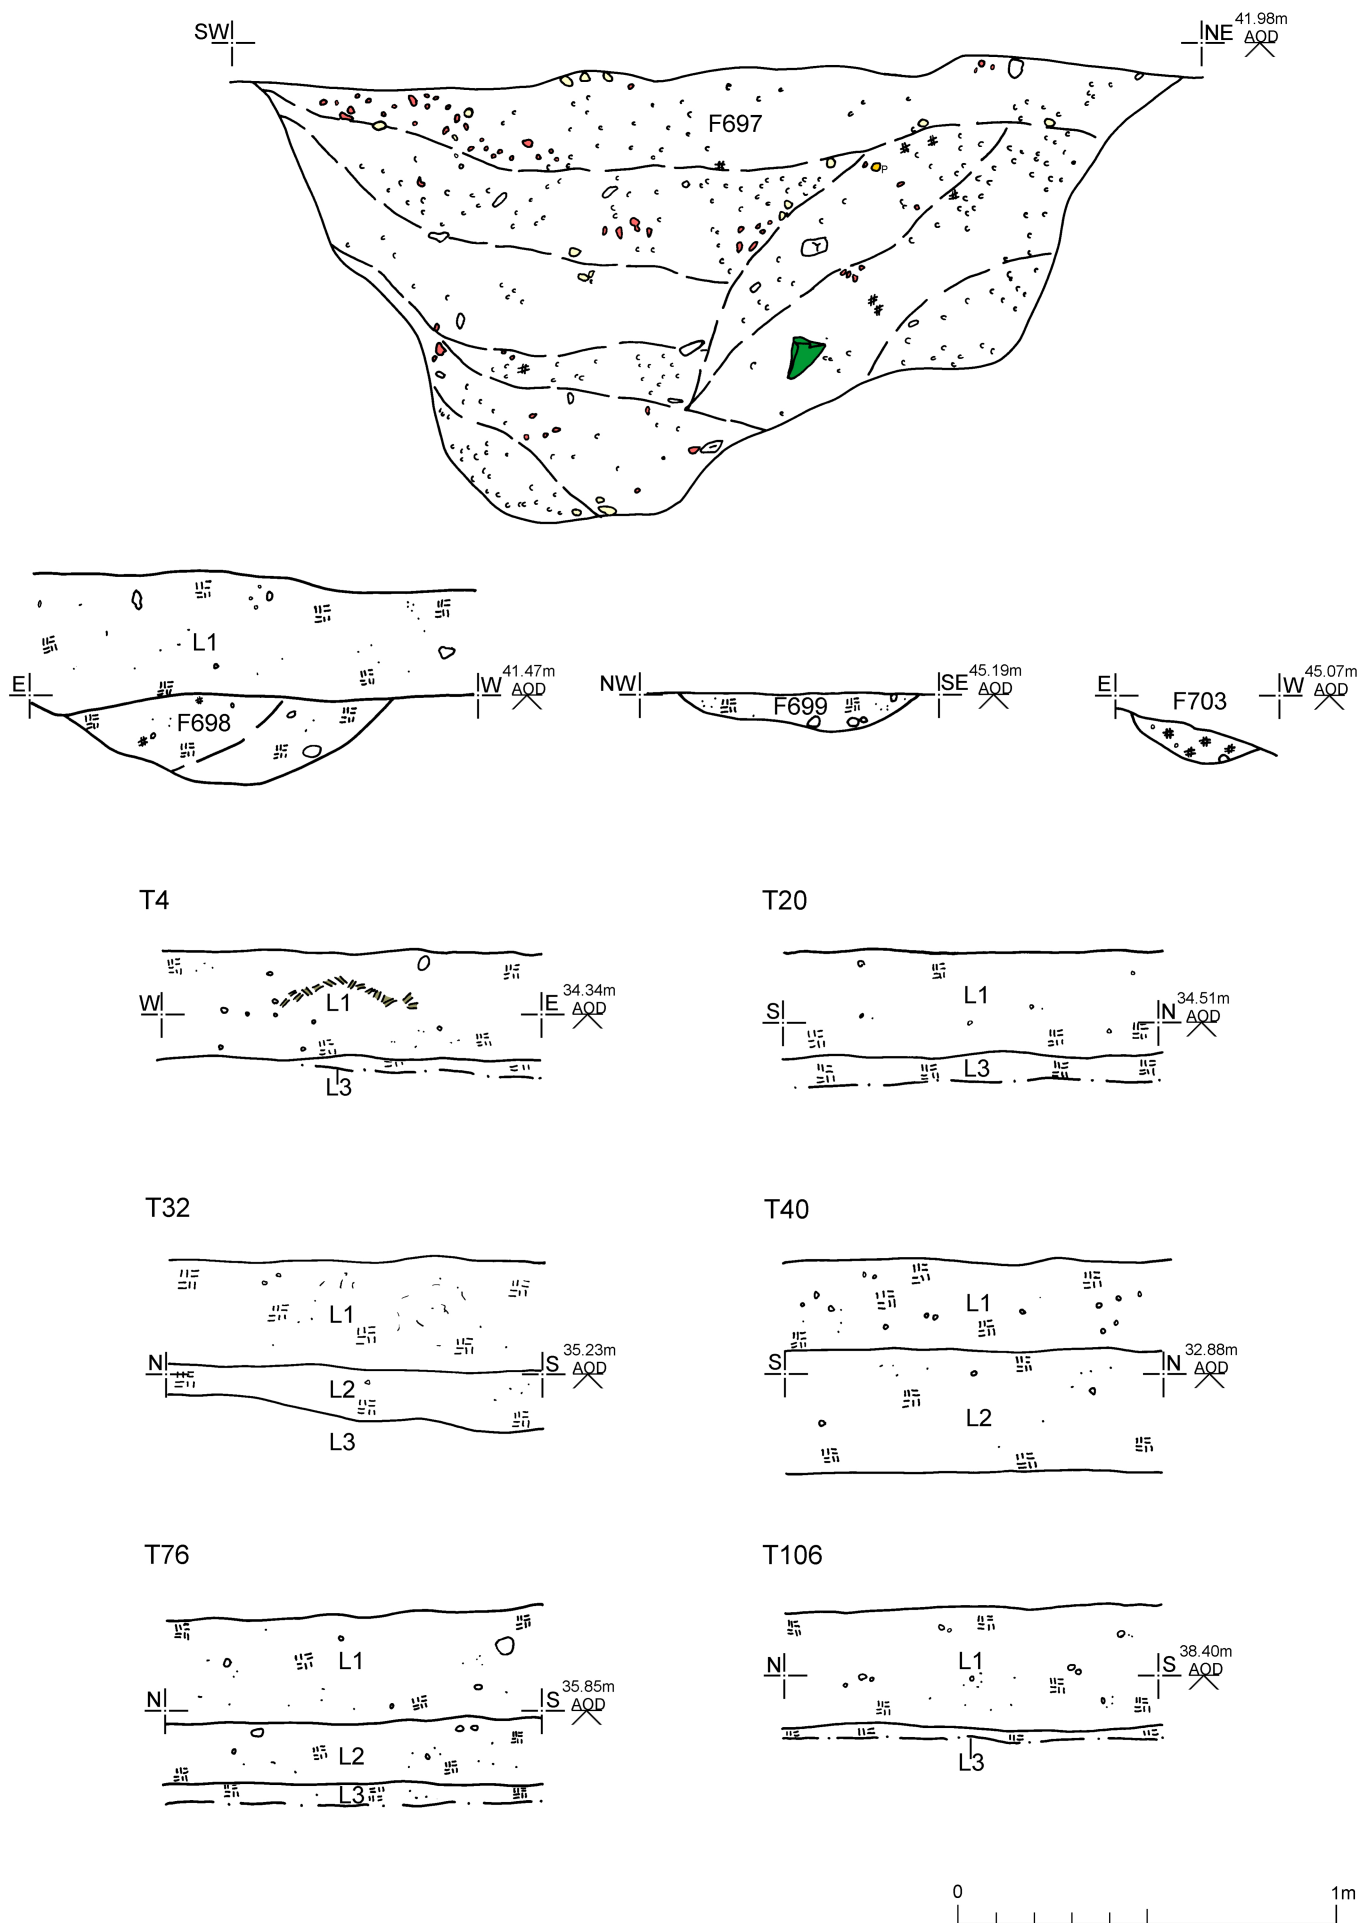 SW
NE
41.98m
AOD
F697
P
Y
L1
E
W
41.47m
AOD
F698
NW
SE
45.19m
AOD
F699
E
W
45.07m
AOD
F703
T4
W
E
34.34m
AOD
L1
L3
T20
S
N
34.51m
AOD
L1
L3
T32
N
S
35.23m
AOD
L1
L2
L3
T40
S
N
32.88m
AOD
L1
L2
T76
N
S
35.85m
AOD
L1
L2
L3
T106
N
S
38.40m
AOD
L1
L3
0
1m